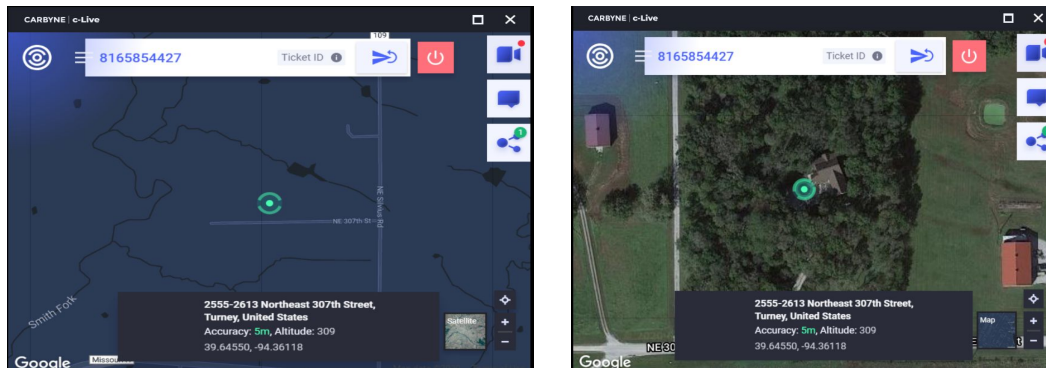 CARBYNE | c-Live
109
8165854427
Ticket ID
1
NE Silvius Rd
NE 307th St
Smith Fork
2555-2613 Northeast 307th Street,
Turney, United States
Accuracy: 5m, Altitude: 309
39.64550, -94.36118
Satellite
Google
CARBYNE | c-Live
8165854427
Ticket ID
1
2555-2613 Northeast 307th Street,
Turney, United States
Accuracy: 5m, Altitude: 309
39.64550, -94.36118
Map
NE 30
Google